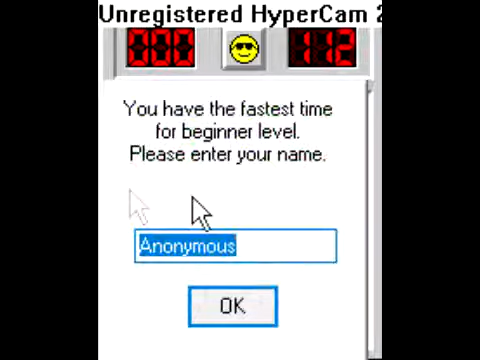 Unregistered HyperCam 2
000 112
You have the fastest time
for beginner level.
Please enter your name.
Anonymous
OK